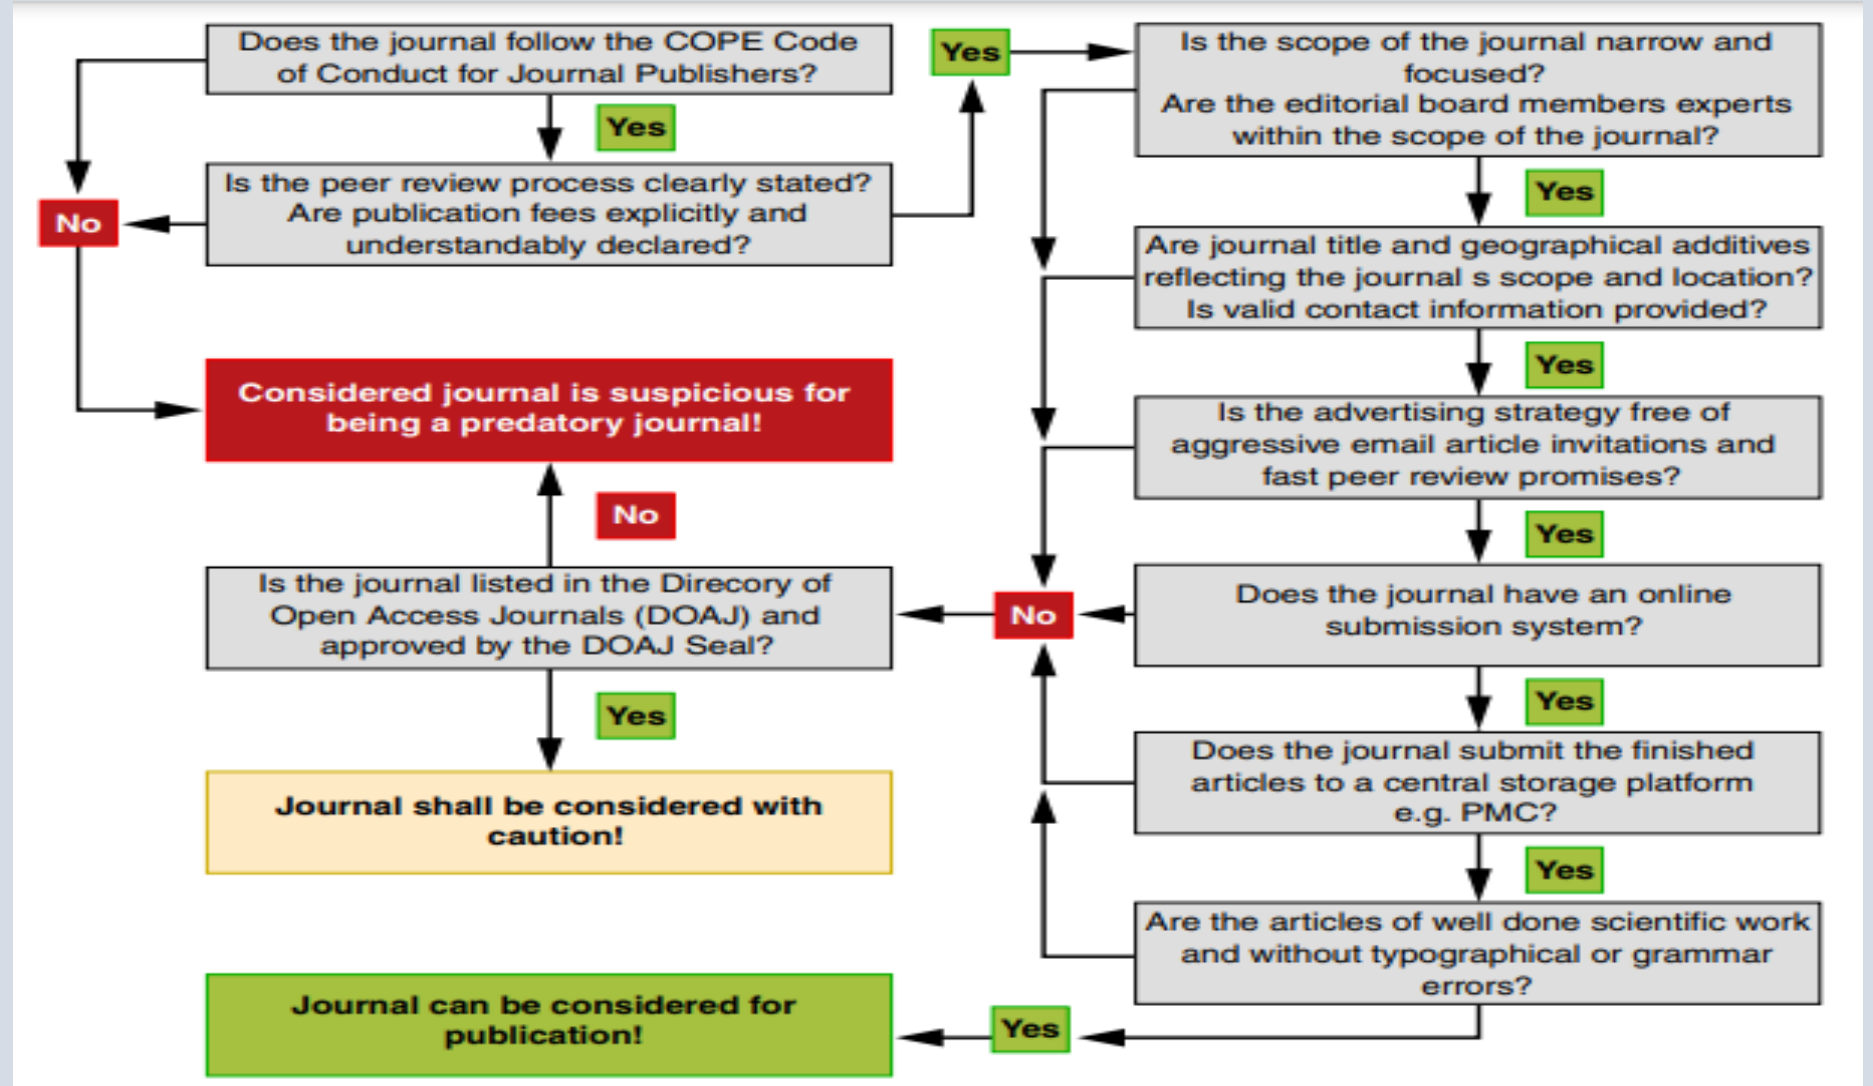 Does the journal follow the COPE Code
of Conduct for Journal Publishers?
Yes
Is the peer review process clearly stated?
Are publication fees explicitly and
understandably declared?
No
Considered journal is suspicious for
being a predatory journal!
No
Is the journal listed in the Direcory of
Open Access Journals (DOAJ) and
approved by the DOAJ Seal?
Yes
Journal shall be considered with
caution!
Journal can be considered for
publication!
Yes
Is the scope of the journal narrow and
focused?
Are the editorial board members experts
within the scope of the journal?
Yes
Are journal title and geographical additives
reflecting the journal s scope and location?
Is valid contact information provided?
Yes
Is the advertising strategy free of
aggressive email article invitations and
fast peer review promises?
Yes
Does the journal have an online
submission system?
No
Yes
Does the journal submit the finished
articles to a central storage platform
e.g. PMC?
Yes
Are the articles of well done scientific work
and without typographical or grammar
errors?
Yes